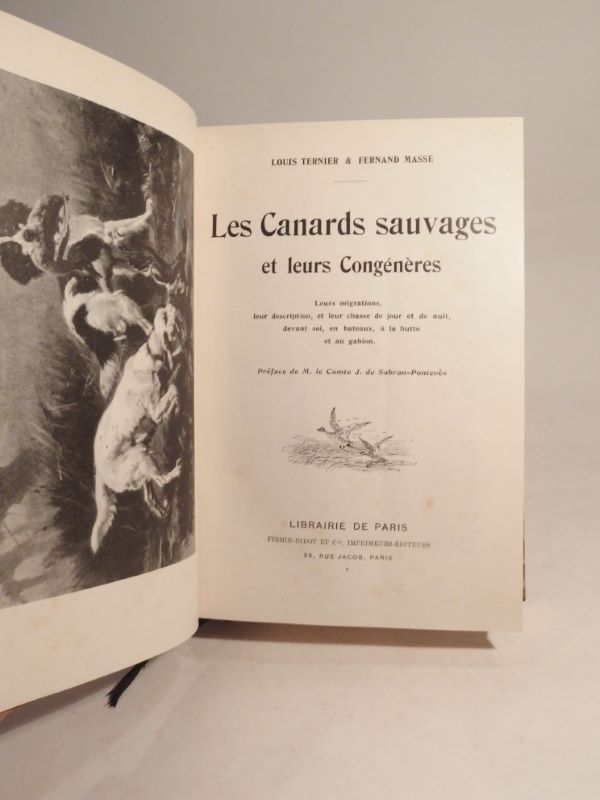 LOUIS TERNIER & FERNAND MASSE
Les Canards sauvages
et leurs Congénères
Leurs migrations,
leur description, et leur chasse de jour et de nuit,
devant soi, en bateaux, à la hutte
et au gabion.
Préface de M. le Comte J. de Sabran-Pontevès
LIBRAIRIE DE PARIS
FIRMIN-DIDOT ET Cie, IMPRIMEURS-ÉDITEURS
56, RUE JACOB, PARIS